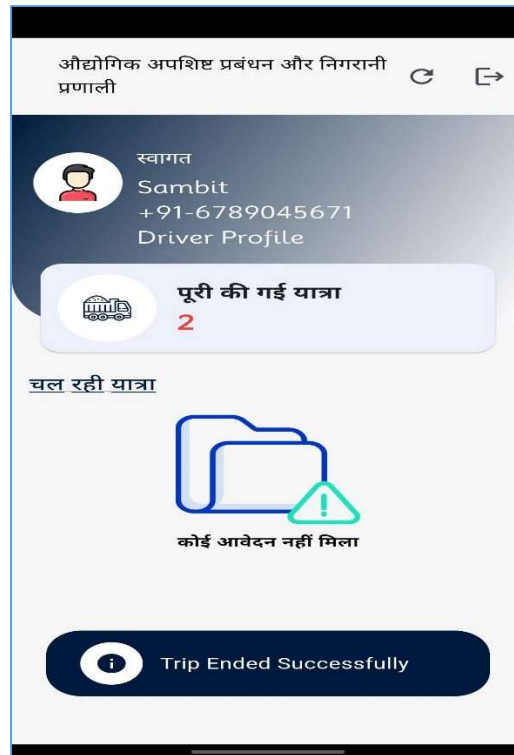 औद्योगिक अपशिष्ट प्रबंधन और निगरानी
प्रणाली
स्वागत
Sambit
+91-6789045671
Driver Profile
पूरी की गई यात्रा
2
चल रही यात्रा
कोई आवेदन नहीं मिला
Trip Ended Successfully